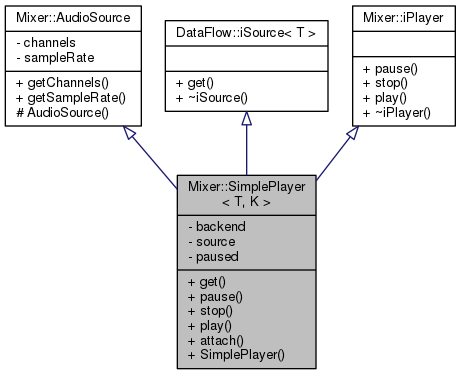 Mixer::AudioSource
- channels
- sampleRate
+ getChannels()
+ getSampleRate()
# AudioSource()
DataFlow::iSource< T >
+ get()
+ ~iSource()
Mixer::iPlayer
+ pause()
+ stop()
+ play()
+ ~iPlayer()
Mixer::SimplePlayer
< T, K >
- backend
- source
- paused
+ get()
+ pause()
+ stop()
+ play()
+ attach()
+ SimplePlayer()